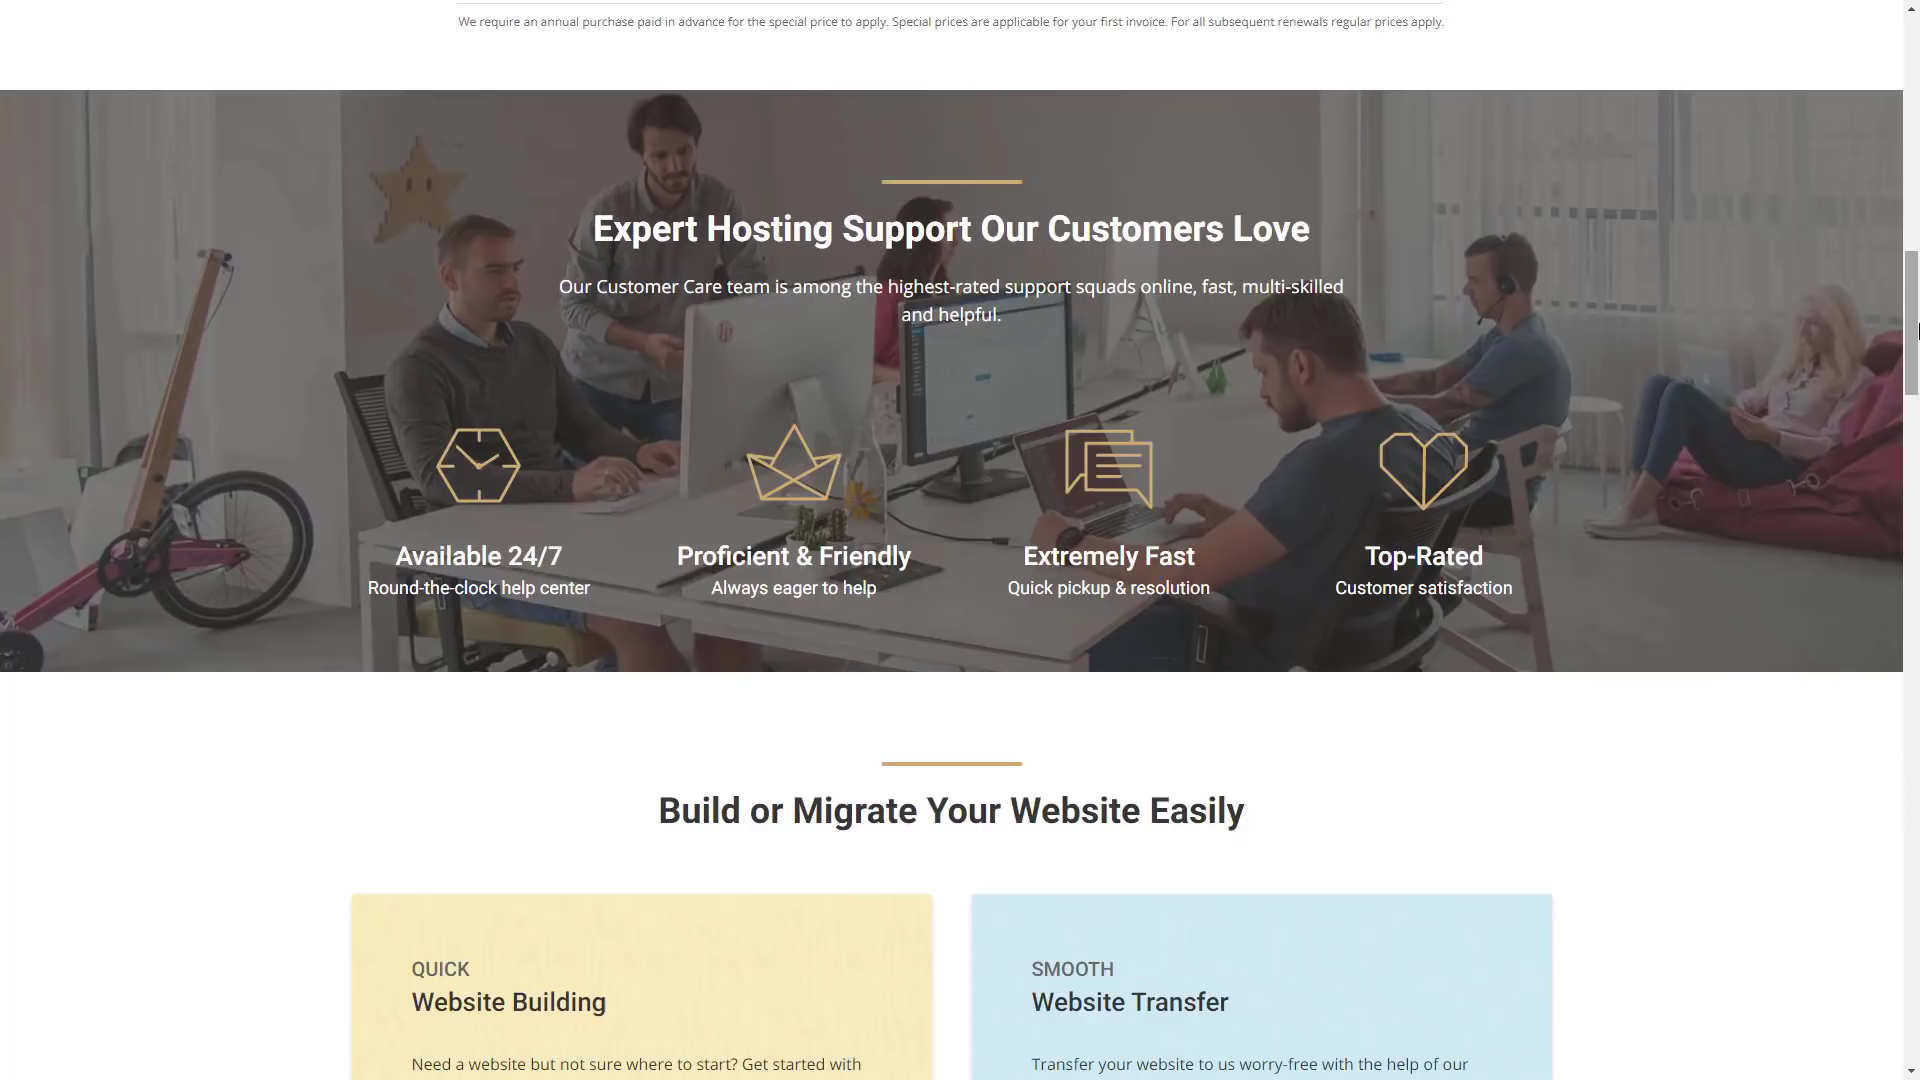 We require an annual purchase paid in advance for the special price to apply. Special prices are applicable for your first invoice. For all subsequent renewals regular prices apply.
Expert Hosting Support Our Customers Love
Our Customer Care team is among the highest-rated support squads online, fast, multi-skilled
and helpful.
Available 24/7
Round-the-clock help center
Proficient & Friendly
Always eager to help
Extremely Fast
Quick pickup & resolution
Top-Rated
Customer satisfaction
Build or Migrate Your Website Easily
QUICK
Website Building
Need a website but not sure where to start? Get started with
SMOOTH
Website Transfer
Transfer your website to us worry-free with the help of our